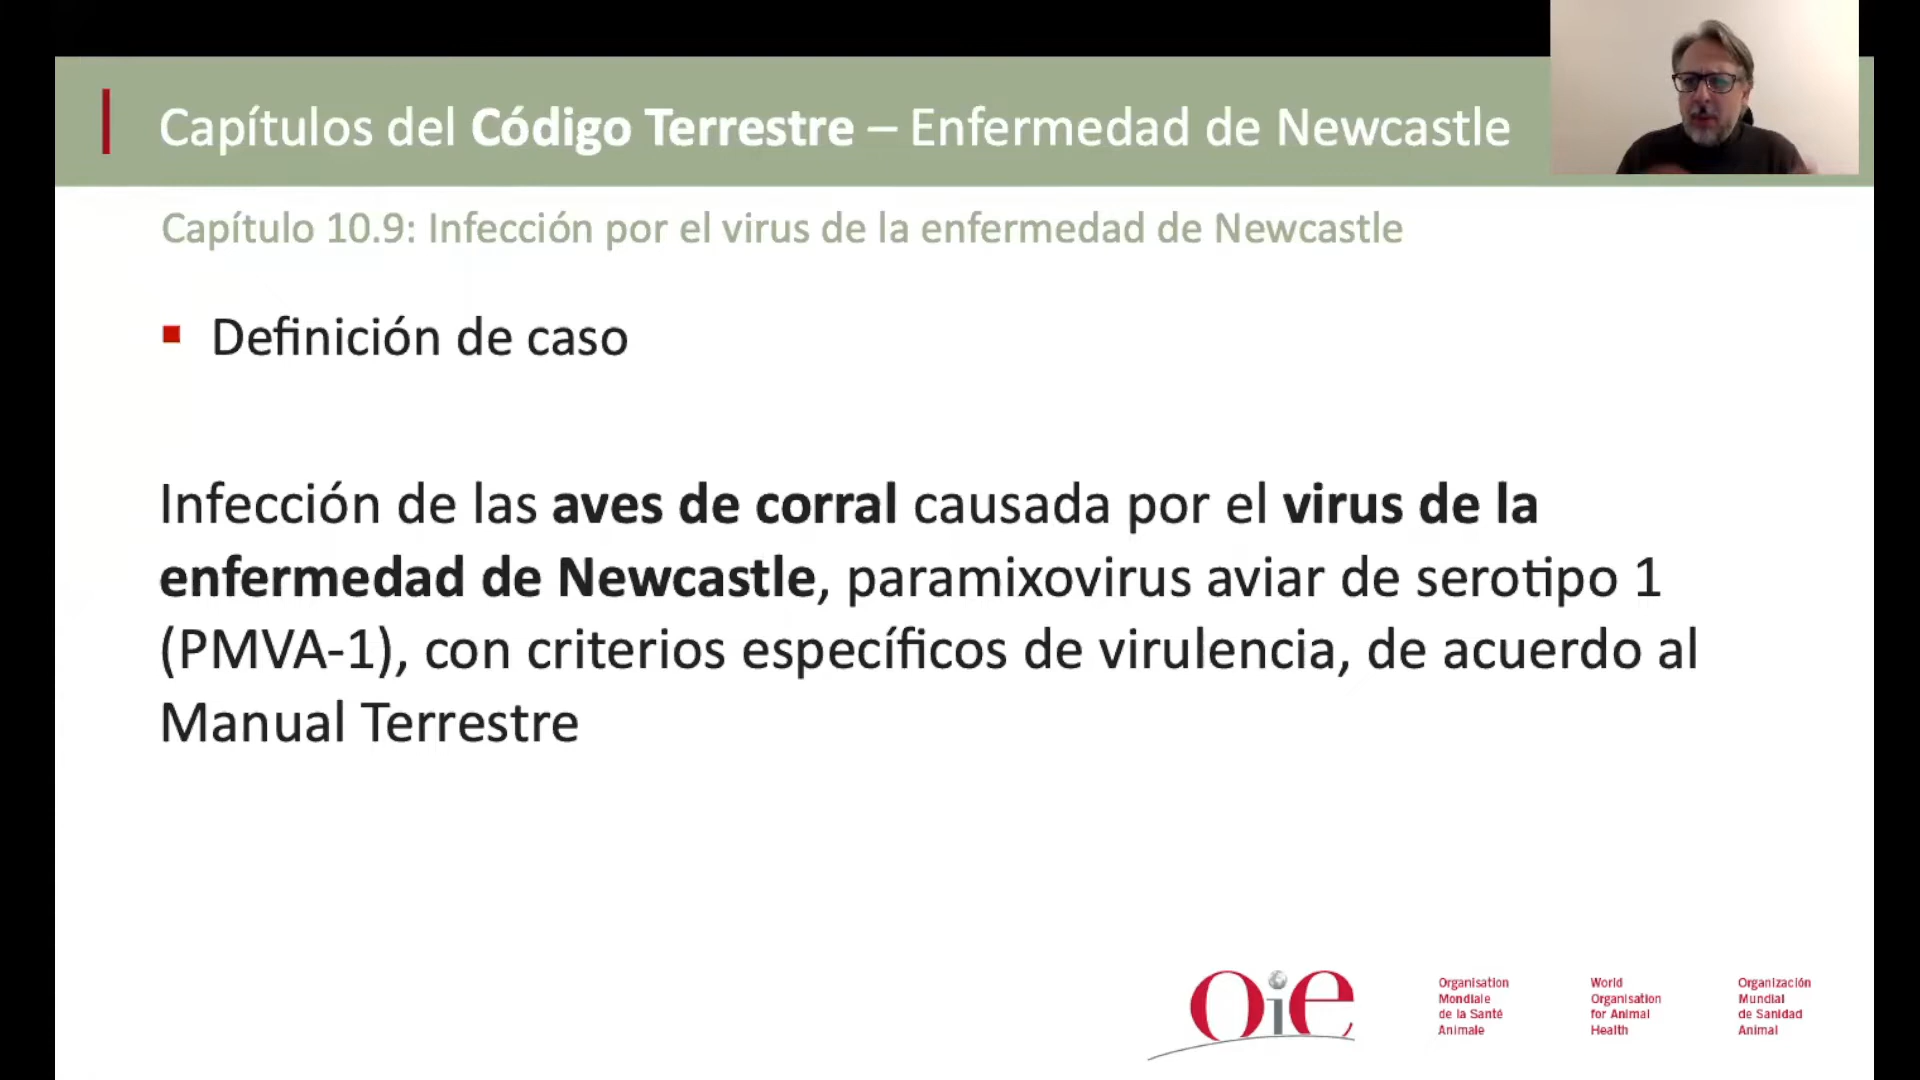 Capítulos del Código Terrestre – Enfermedad de Newcastle
Capítulo 10.9: Infección por el virus de la enfermedad de Newcastle
Definición de caso
Infección de las aves de corral causada por el virus de la
enfermedad de Newcastle, paramixovirus aviar de serotipo 1
(PMVA-1), con criterios específicos de virulencia, de acuerdo al
Manual Terrestre
oie
Organisation
Mondiale
de la Santé
Animale
World
Organisation
for Animal
Health
Organización
Mundial
de Sanidad
Animal